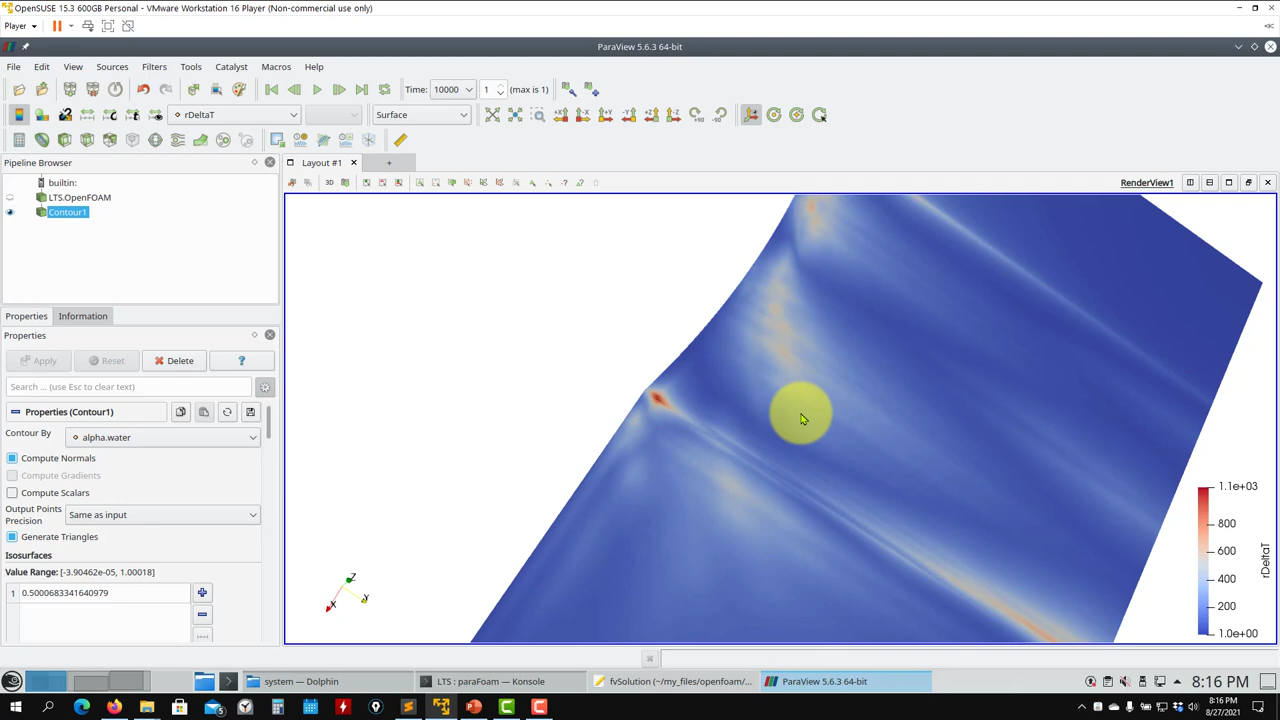 OpenSUSE 15.3 600GB Personal - VMware Workstation 16 Player (Non-commercial use only)
Player
ParaView 5.6.3 64-bit
File Edit View Sources Filters Tools Catalyst Macros Help
Time: 10000 1 (max is 1)
rDeltaT Surface
+X -X +Y -Y +Z -Z +90 -90
Pipeline Browser
Layout #1 +
builtin:
3D
RenderView1
LTS.OpenFOAM
Contour1
Properties Information
Properties
Apply Reset Delete ?
Search ... (use Esc to clear text)
Properties (Contour1)
Contour By alpha.water
Compute Normals
Compute Gradients
Compute Scalars
Output Points
Precision
Same as input
Generate Triangles
Isosurfaces
Value Range: [-3.90462e-05, 1.00018]
1 0.5000683341640979
Z
X
Y
1.1e+03
800
600
400
200
1.0e+00
rDeltaT
system — Dolphin
LTS : paraFoam — Konsole
fvSolution (~/my_files/openfoam/...
ParaView 5.6.3 64-bit
8:16 PM
8:16 PM
8/27/2021